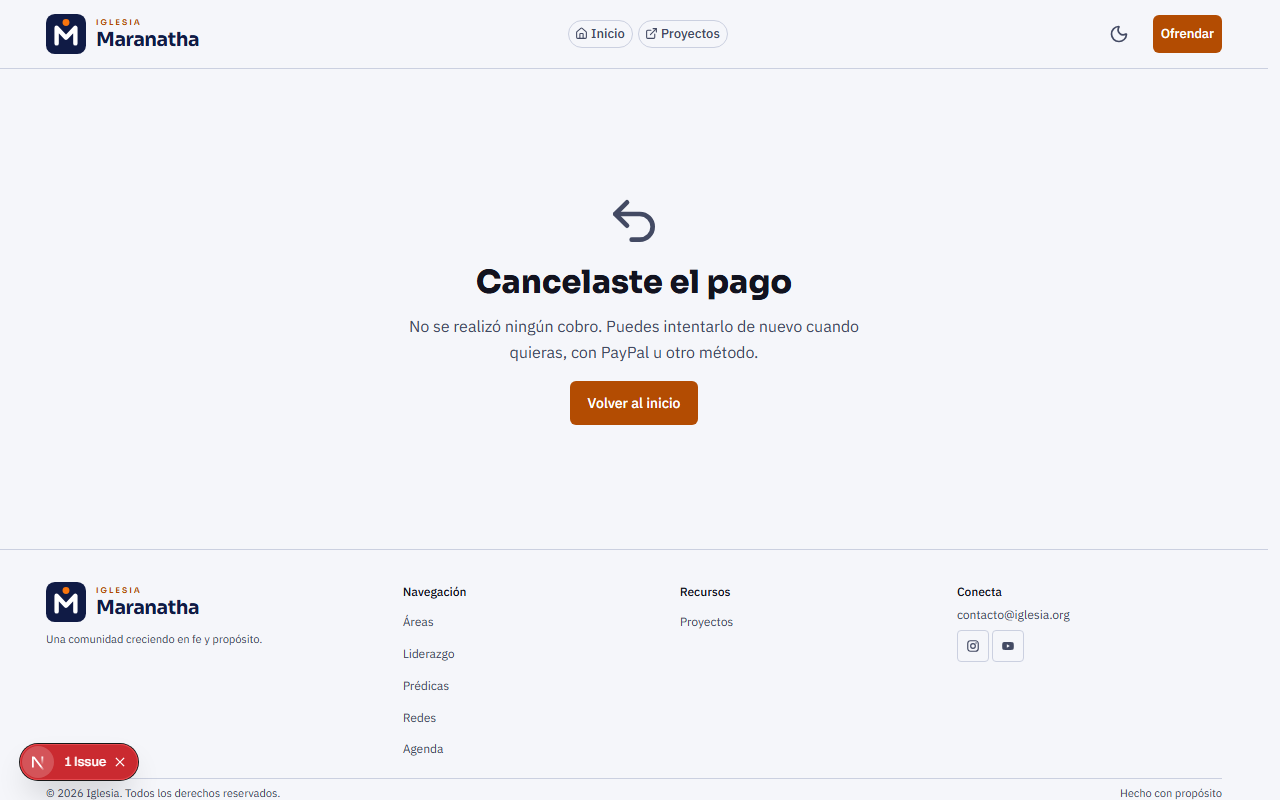 IGLESIA
Maranatha
Inicio
Proyectos
Ofrendar
Cancelaste el pago
No se realizó ningún cobro. Puedes intentarlo de nuevo cuando
quieras, con PayPal u otro método.
Volver al inicio
IGLESIA
Maranatha
Una comunidad creciendo en fe y propósito.
Navegación
Áreas
Liderazgo
Prédicas
Redes
Agenda
Recursos
Proyectos
Conecta
contacto@iglesia.org
1 Issue
© 2026 Iglesia. Todos los derechos reservados.
Hecho con propósito